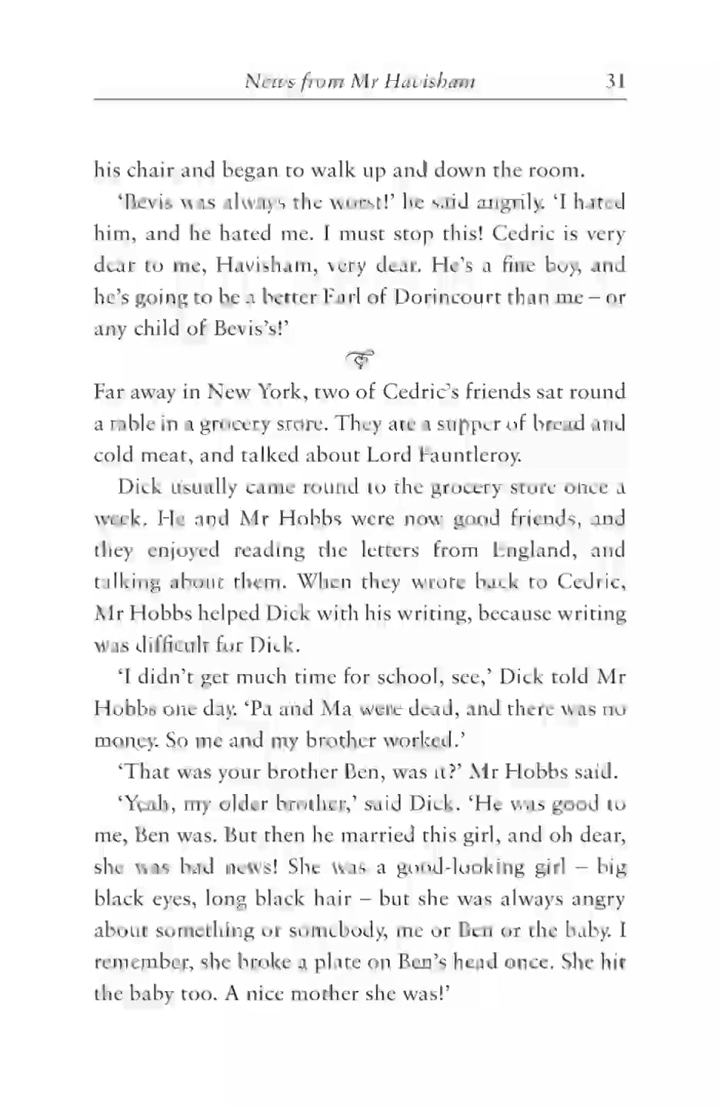 News from Mr Havisham 31
his chair and began to walk up and down the room.
‘Bevis was always the worst!’ he said angrily. ‘I hated
him, and he hated me. I must stop this! Cedric is very
dear to me, Havisham, very dear. He’s a fine boy, and
he’s going to be a better Earl of Dorincourt than me – or
any child of Bevis’s!’
Far away in New York, two of Cedric’s friends sat round
a table in a grocery store. They ate a supper of bread and
cold meat, and talked about Lord Fauntleroy.
Dick usually came round to the grocery store once a
week. He and Mr Hobbs were now good friends, and
they enjoyed reading the letters from England, and
talking about them. When they wrote back to Cedric,
Mr Hobbs helped Dick with his writing, because writing
was difficult for Dick.
‘I didn’t get much time for school, see,’ Dick told Mr
Hobbs one day. ‘Pa and Ma were dead, and there was no
money. So me and my brother worked.’
‘That was your brother Ben, was it?’ Mr Hobbs said.
‘Yeah, my older brother,’ said Dick. ‘He was good to
me, Ben was. But then he married this girl, and oh dear,
she was bad news! She was a good-looking girl – big
black eyes, long black hair – but she was always angry
about something or somebody, me or Ben or the baby. I
remember, she broke a plate on Ben’s head once. She hit
the baby too. A nice mother she was!’